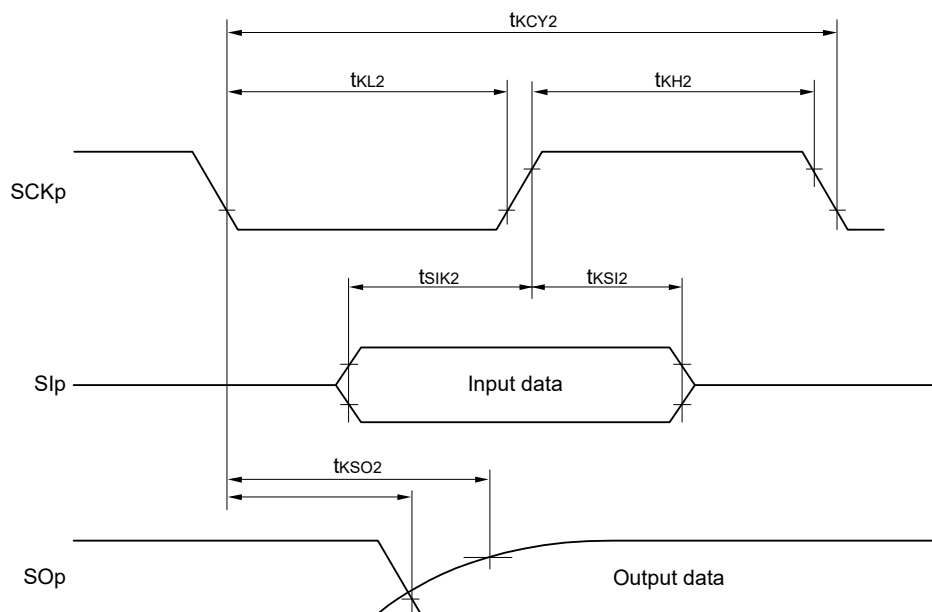 tKCY2
tKL2
tKH2
SCKp
tSIK2
tKSI2
SIp
Input data
tKSO2
SOp
Output data